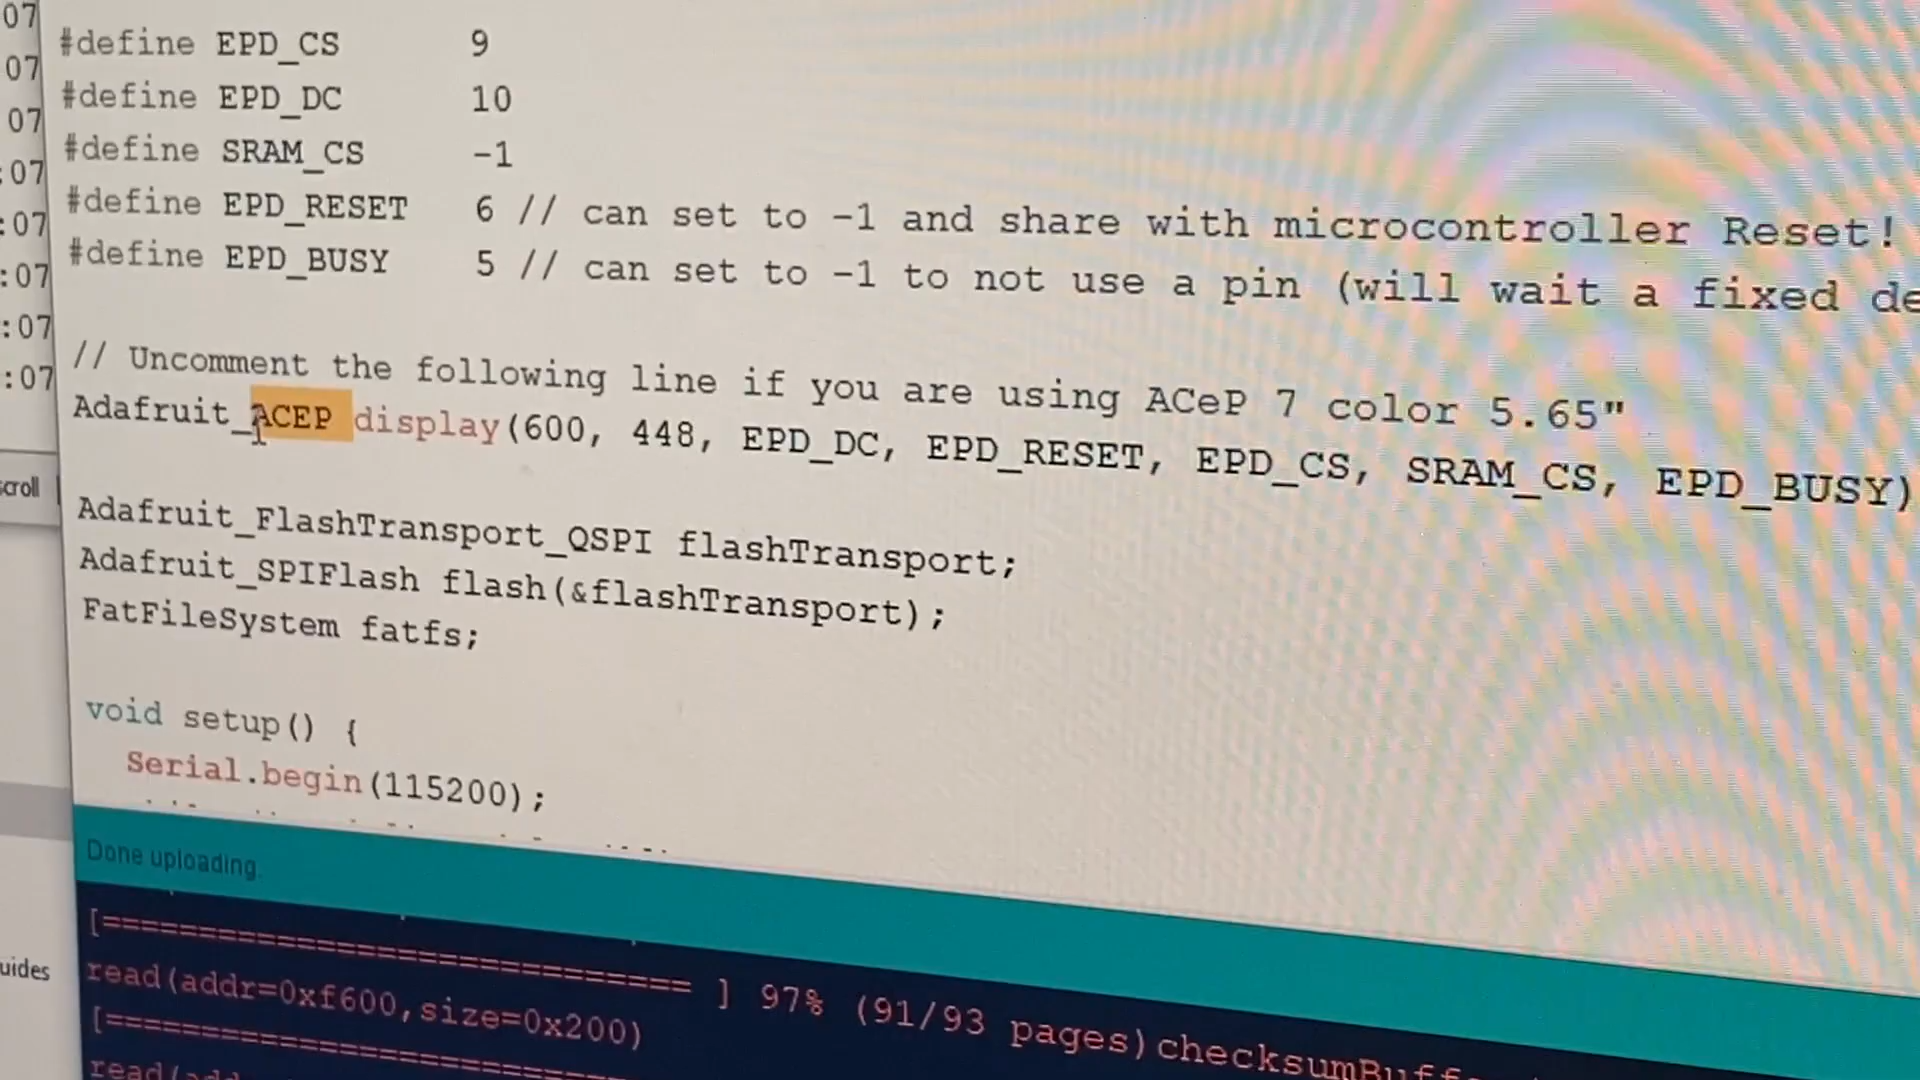 07
#define EPD_CS 9
07
#define EPD_DC 10
07
#define SRAM_CS -1
:07
#define EPD_RESET 6 // can set to -1 and share with microcontroller Reset!
:07
#define EPD_BUSY 5 // can set to -1 to not use a pin (will wait a fixed de
:07
:07
// Uncomment the following line if you are using ACeP 7 color 5.65"
:07
Adafruit_ACEP display(600, 448, EPD_DC, EPD_RESET, EPD_CS, SRAM_CS, EPD_BUSY)
scroll
Adafruit_FlashTransport_QSPI flashTransport;
Adafruit_SPIFlash flash(&flashTransport);
FatFileSystem fatfs;
void setup() {
Serial.begin(115200);
Done uploading.
[============================== ] 97% (91/93 pages)checksumBuff
uides
read(addr=0xf600,size=0x200)
[==============================